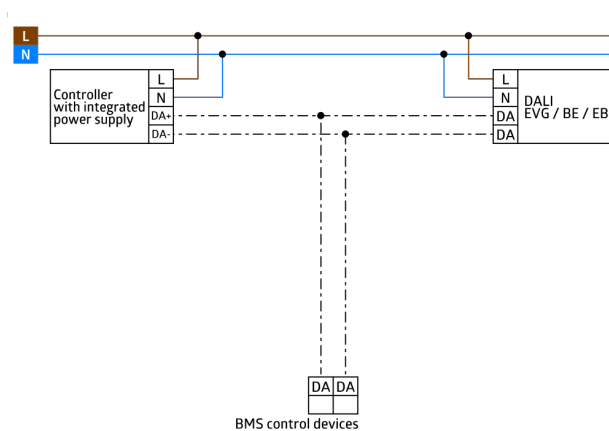 L
N
Controller
with integrated
power supply
L
N
DA+
DA-
L
N
DA
DA
DALI
EVG / BE / EB
DA DA
BMS control devices